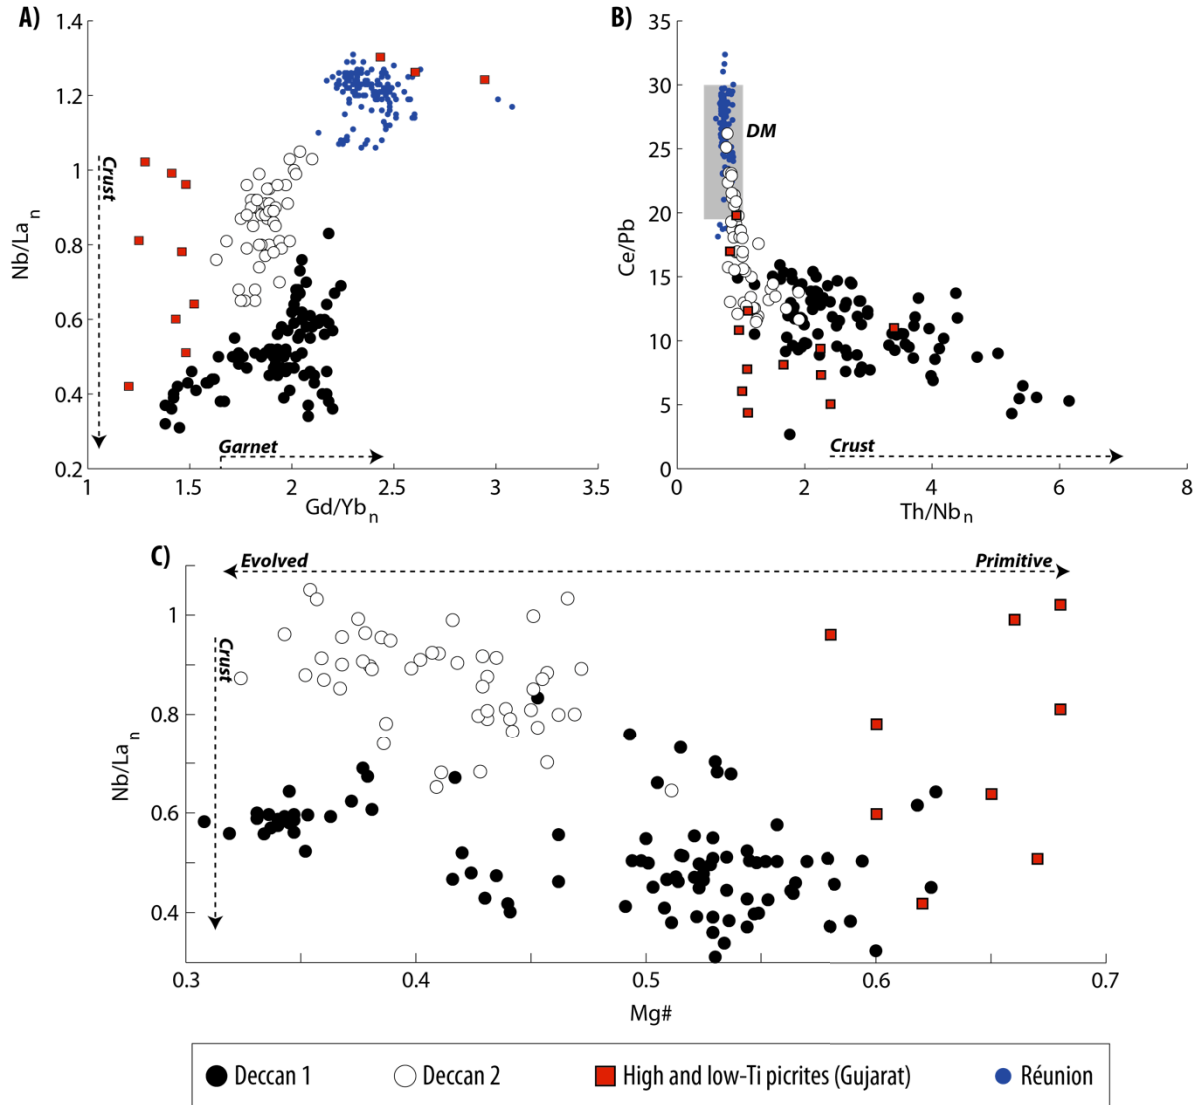 A)
1.4
1.2
1
0.8
0.6
0.4
0.2
Nb/Lan
Crust
Garnet
1
1.5
2
2.5
3
3.5
Gd/Ybn
B)
35
30
25
20
15
10
5
0
Ce/Pb
DM
Crust
0
2
4
6
8
Th/Nbn
C)
Evolved
Primitive
1
0.8
0.6
0.4
Nb/Lan
Crust
0.3
0.4
0.5
0.6
0.7
Mg#
Deccan 1
Deccan 2
High and low-Ti picrites (Gujarat)
Réunion